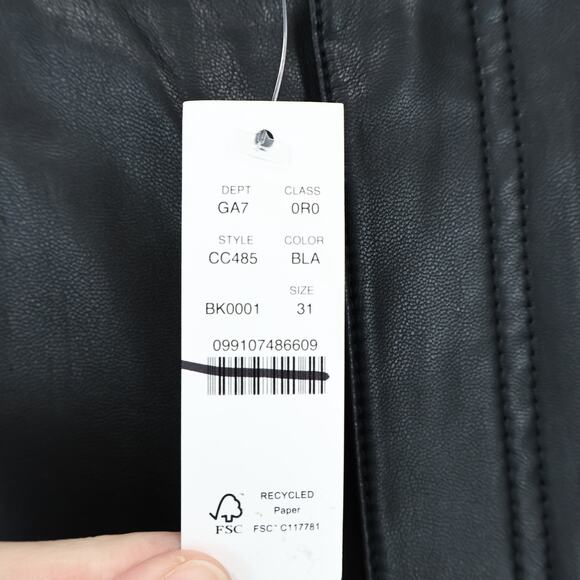 DEPT CLASS
GA7 0R0
STYLE COLOR
CC485 BLA
SIZE
BK0001 31
099107486609
RECYCLED
Paper
FSC FSC® C117781